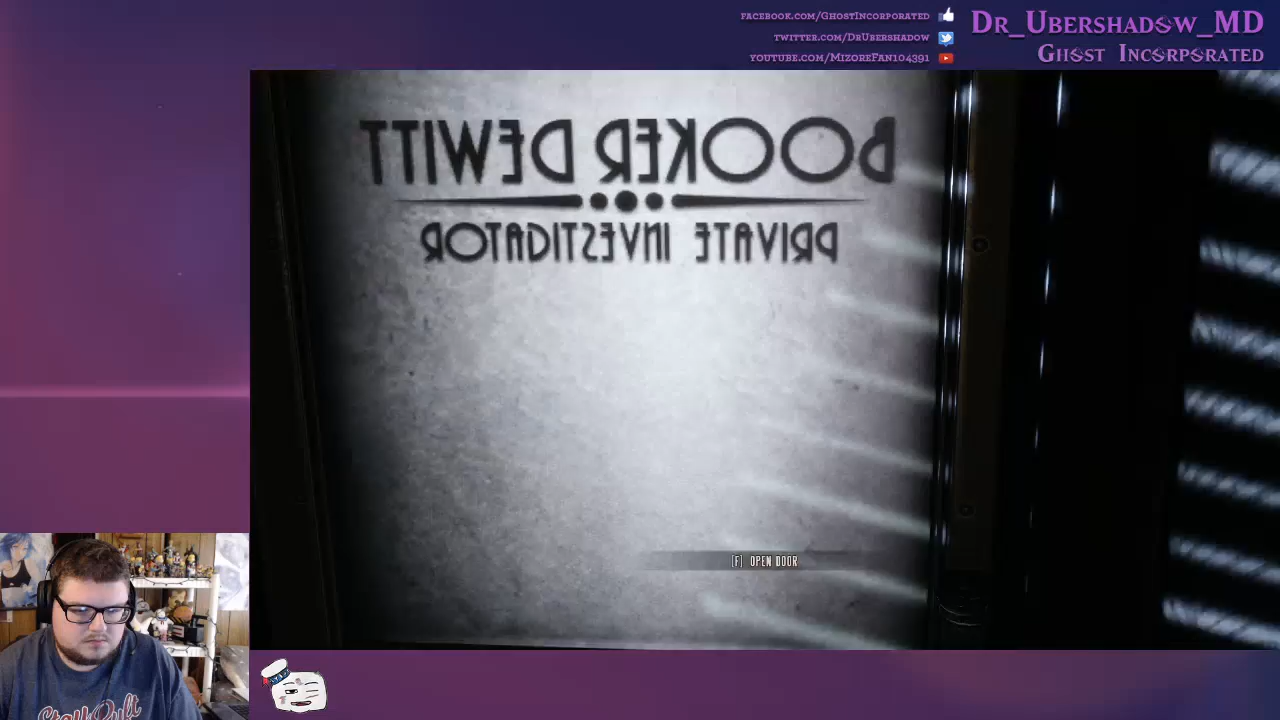 FACEBOOK.COM/GHOSTINCORPORATED
TWITTER.COM/DRUBERSHADOW
YOUTUBE.COM/MIZOREFAN104391
Dr_Ubershadow_MD
Ghost Incorporated
BOOKER DEWITT
PRIVATE INVESTIGATOR
[F] OPEN DOOR